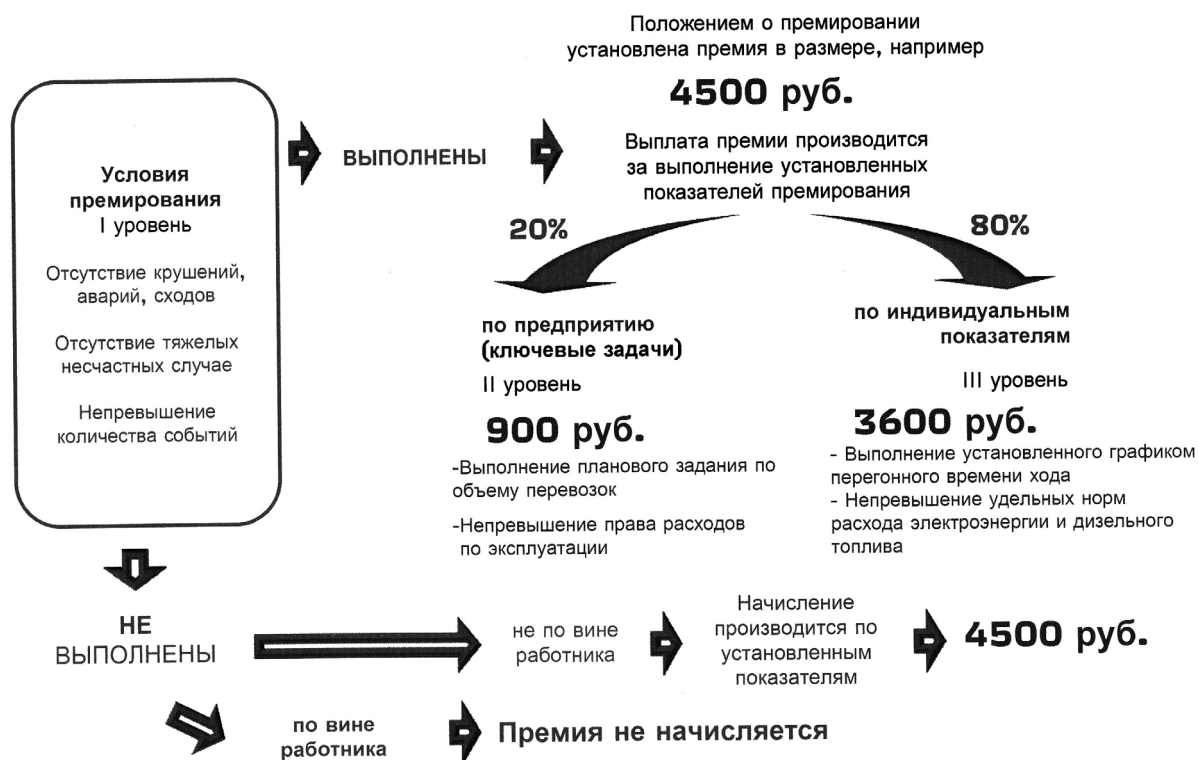 Положением о премировании
установлена премия в размере, например
4500 руб.
Условия
премирования
I уровень
Отсутствие крушений,
аварий, сходов
Отсутствие тяжелых
несчастных случае
Непревышение
количества событий
ВЫПОЛНЕНЫ
Выплата премии производится
за выполнение установленных
показателей премирования
20%
80%
по предприятию
(ключевые задачи)
II уровень
900 руб.
-Выполнение планового задания по
объему перевозок
-Непревышение права расходов
по эксплуатации
по индивидуальным
показателям
III уровень
3600 руб.
- Выполнение установленного графиком
перегонного времени хода
- Непревышение удельных норм
расхода электроэнергии и дизельного
топлива
НЕ
ВЫПОЛНЕНЫ
не по вине
работника
Начисление
производится по
установленным
показателям
4500 руб.
по вине
работника
Премия не начисляется